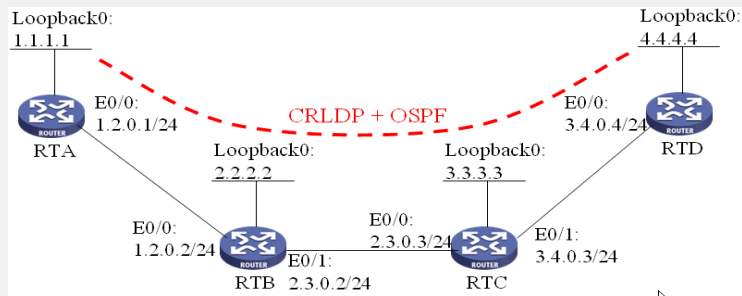 Loopback0:
1.1.1.1
Loopback0:
4.4.4.4
E0/0:
1.2.0.1/24
CRLDP + OSPF
E0/0:
3.4.0.4/24
ROUTER
RTA
ROUTER
RTD
Loopback0:
2.2.2.2
Loopback0:
3.3.3.3
E0/0:
1.2.0.2/24
E0/0:
2.3.0.3/24
E0/1:
3.4.0.3/24
ROUTER
RTB
E0/1:
2.3.0.2/24
ROUTER
RTC